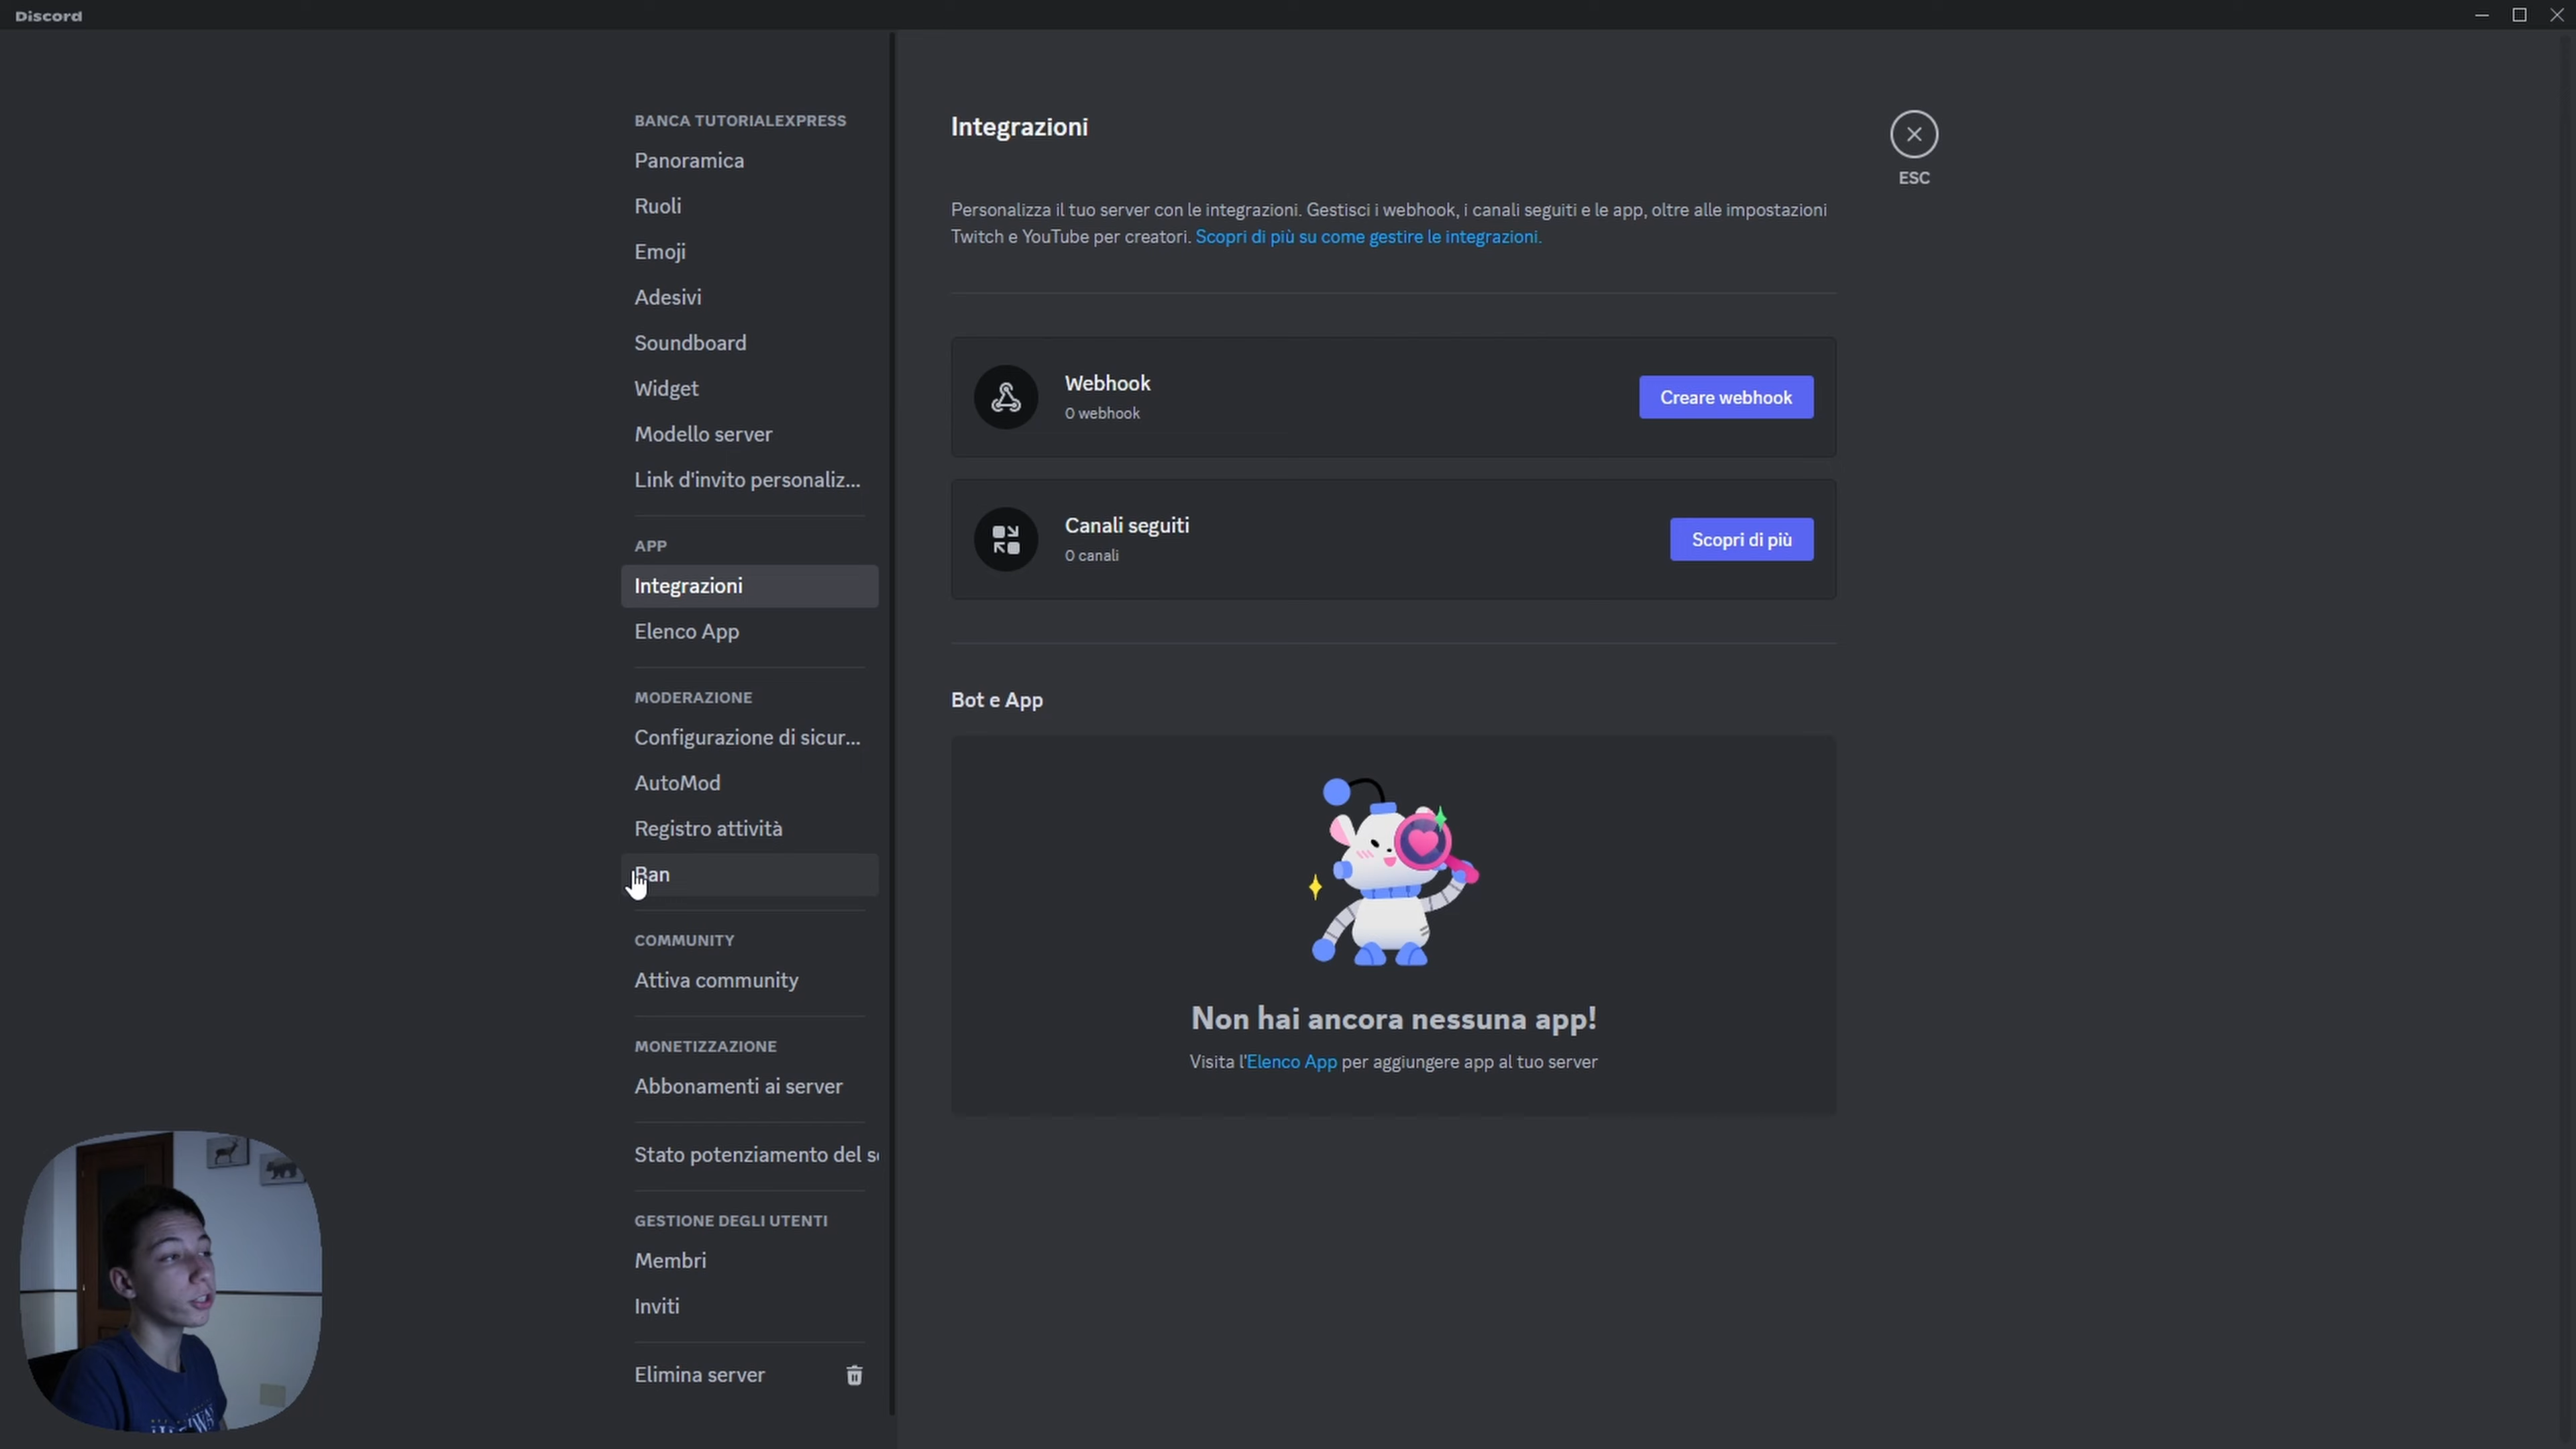 Discord
BANCA TUTORIALEXPRESS
Panoramica
Ruoli
Emoji
Adesivi
Soundboard
Widget
Modello server
Link d'invito personaliz...
APP
Integrazioni
Elenco App
MODERAZIONE
Configurazione di sicur...
AutoMod
Registro attività
Ban
COMMUNITY
Attiva community
MONETIZZAZIONE
Abbonamenti ai server
Stato potenziamento del se
GESTIONE DEGLI UTENTI
Membri
Inviti
Elimina server
Integrazioni
ESC
Personalizza il tuo server con le integrazioni. Gestisci i webhook, i canali seguiti e le app, oltre alle impostazioni
Twitch e YouTube per creatori. Scopri di più su come gestire le integrazioni.
Webhook
0 webhook
Creare webhook
Canali seguiti
0 canali
Scopri di più
Bot e App
Non hai ancora nessuna app!
Visita l'Elenco App per aggiungere app al tuo server